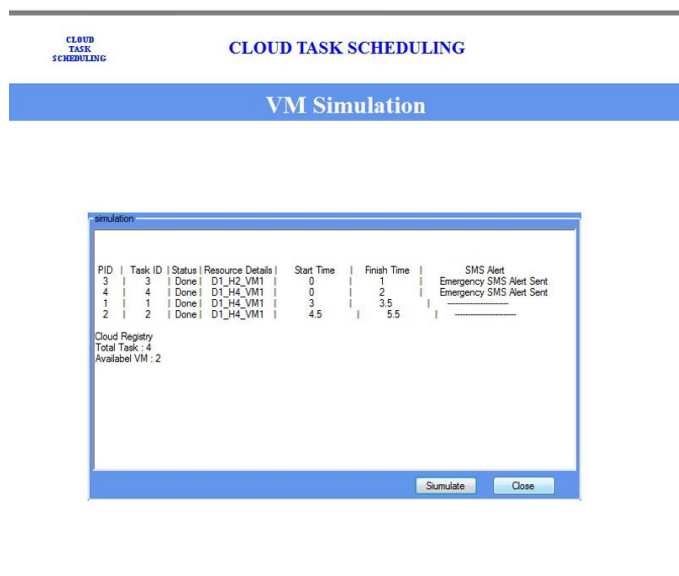 CLOUD
TASK
SCHEDULING
CLOUD TASK SCHEDULING
VM Simulation
simulation
PID | Task ID | Status | Resource Details | Start Time | Finish Time | SMS Alert
3 | 3 | Done | D1_H2_VM1 | 0 | 1 | Emergency SMS Alert Sent
4 | 4 | Done | D1_H4_VM1 | 0 | 2 | Emergency SMS Alert Sent
1 | 1 | Done | D1_H4_VM1 | 3 | 3.5 | -----------------------
2 | 2 | Done | D1_H4_VM1 | 4.5 | 5.5 | -----------------------
Cloud Registry
Total Task : 4
Availabel VM : 2
Siumulate Close